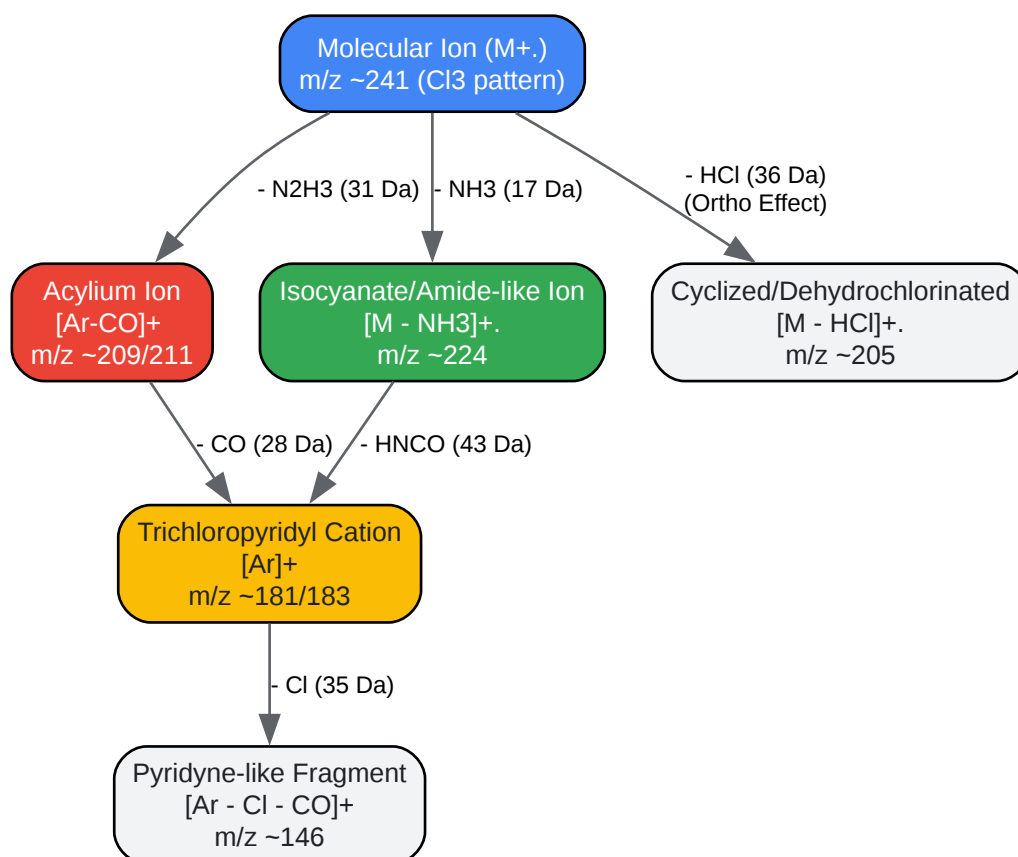 Molecular Ion (M+.)
m/z ~241 (Cl3 pattern)
- N2H3 (31 Da)
- NH3 (17 Da)
- HCl (36 Da)
(Ortho Effect)
Acylium Ion
[Ar-CO]+
m/z ~209/211
Isocyanate/Amide-like Ion
[M - NH3]+.
m/z ~224
Cyclized/Dehydrochlorinated
[M - HCl]+.
m/z ~205
- CO (28 Da)
- HNCO (43 Da)
Trichloropyridyl Cation
[Ar]+
m/z ~181/183
- Cl (35 Da)
Pyridyne-like Fragment
[Ar - Cl - CO]+
m/z ~146